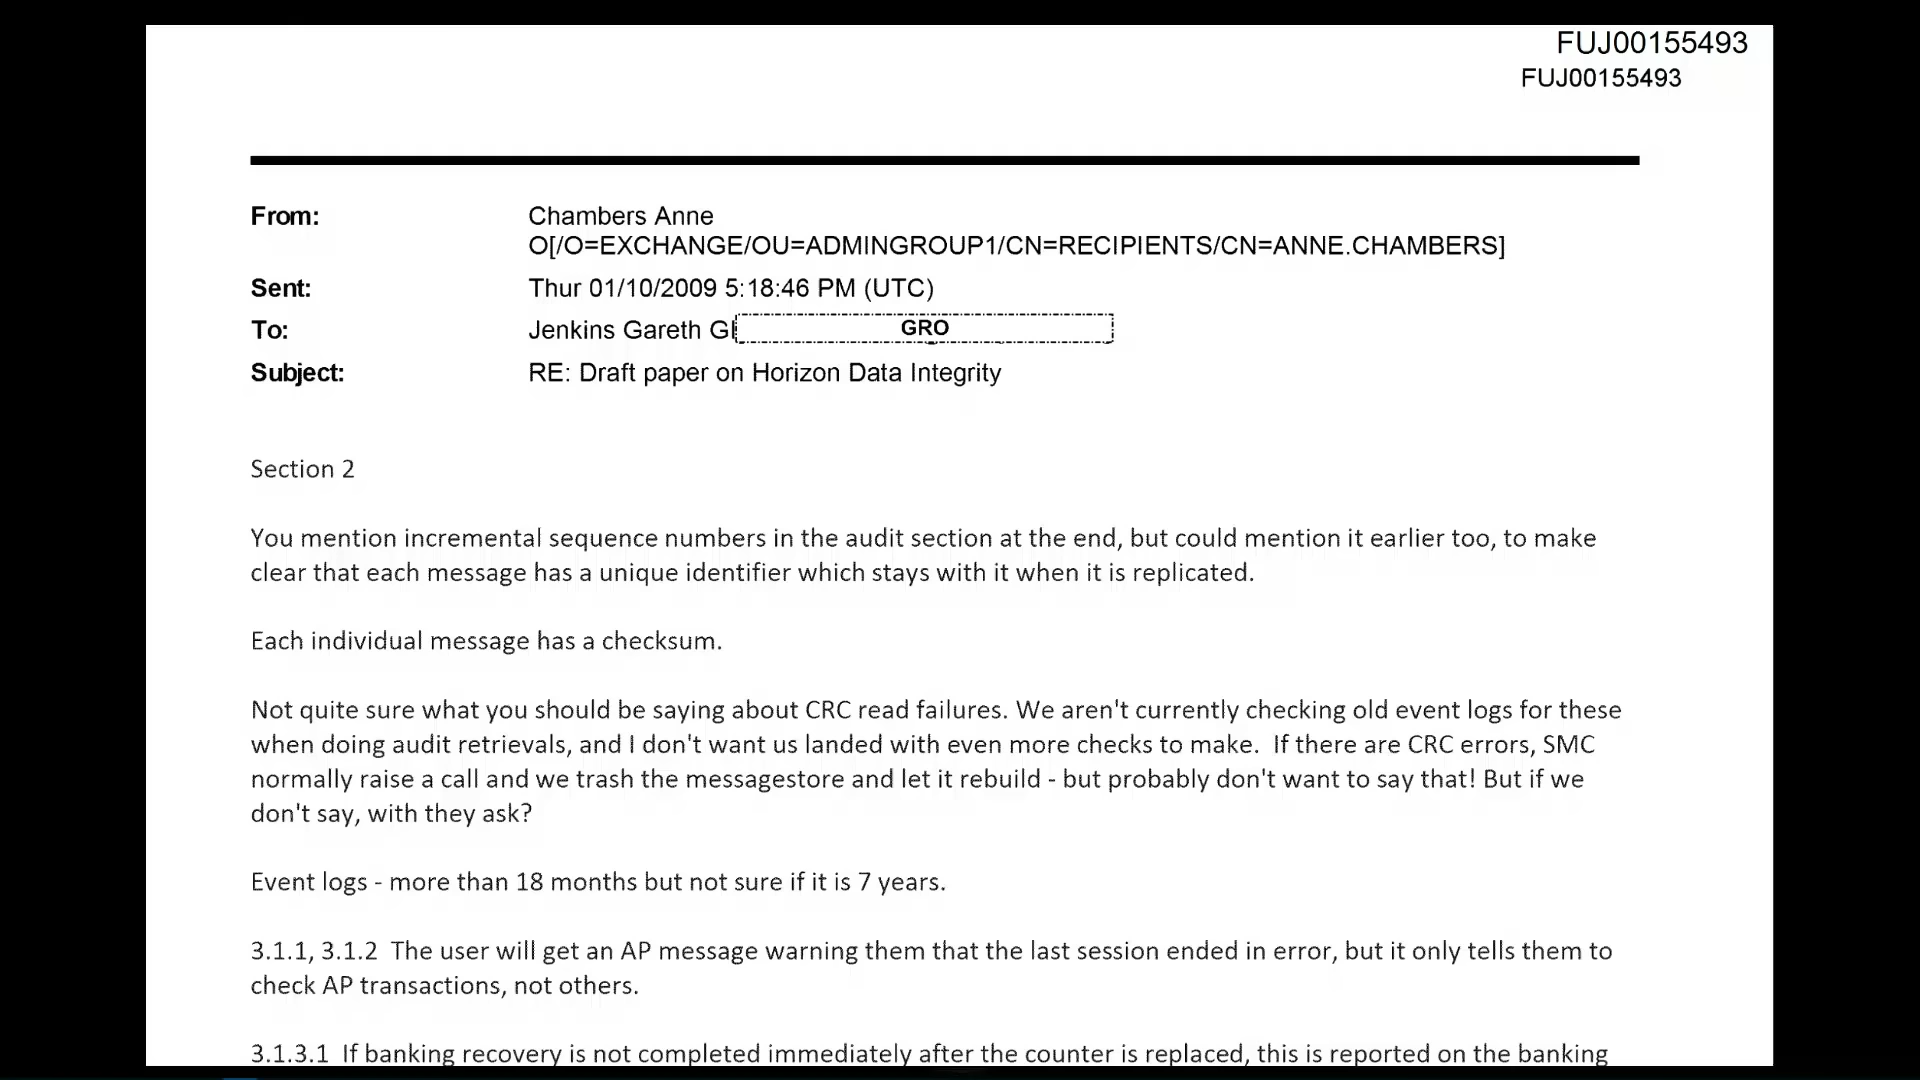 FUJ00155493
FUJ00155493
From: Chambers Anne
O[/O=EXCHANGE/OU=ADMINGROUP1/CN=RECIPIENTS/CN=ANNE.CHAMBERS]
Sent: Thur 01/10/2009 5:18:46 PM (UTC)
To: Jenkins Gareth GI GRO
Subject: RE: Draft paper on Horizon Data Integrity
Section 2
You mention incremental sequence numbers in the audit section at the end, but could mention it earlier too, to make
clear that each message has a unique identifier which stays with it when it is replicated.
Each individual message has a checksum.
Not quite sure what you should be saying about CRC read failures. We aren't currently checking old event logs for these
when doing audit retrievals, and I don't want us landed with even more checks to make.  If there are CRC errors, SMC
normally raise a call and we trash the messagestore and let it rebuild - but probably don't want to say that! But if we
don't say, with they ask?
Event logs - more than 18 months but not sure if it is 7 years.
3.1.1, 3.1.2  The user will get an AP message warning them that the last session ended in error, but it only tells them to
check AP transactions, not others.
3.1.3.1  If banking recovery is not completed immediately after the counter is replaced, this is reported on the banking